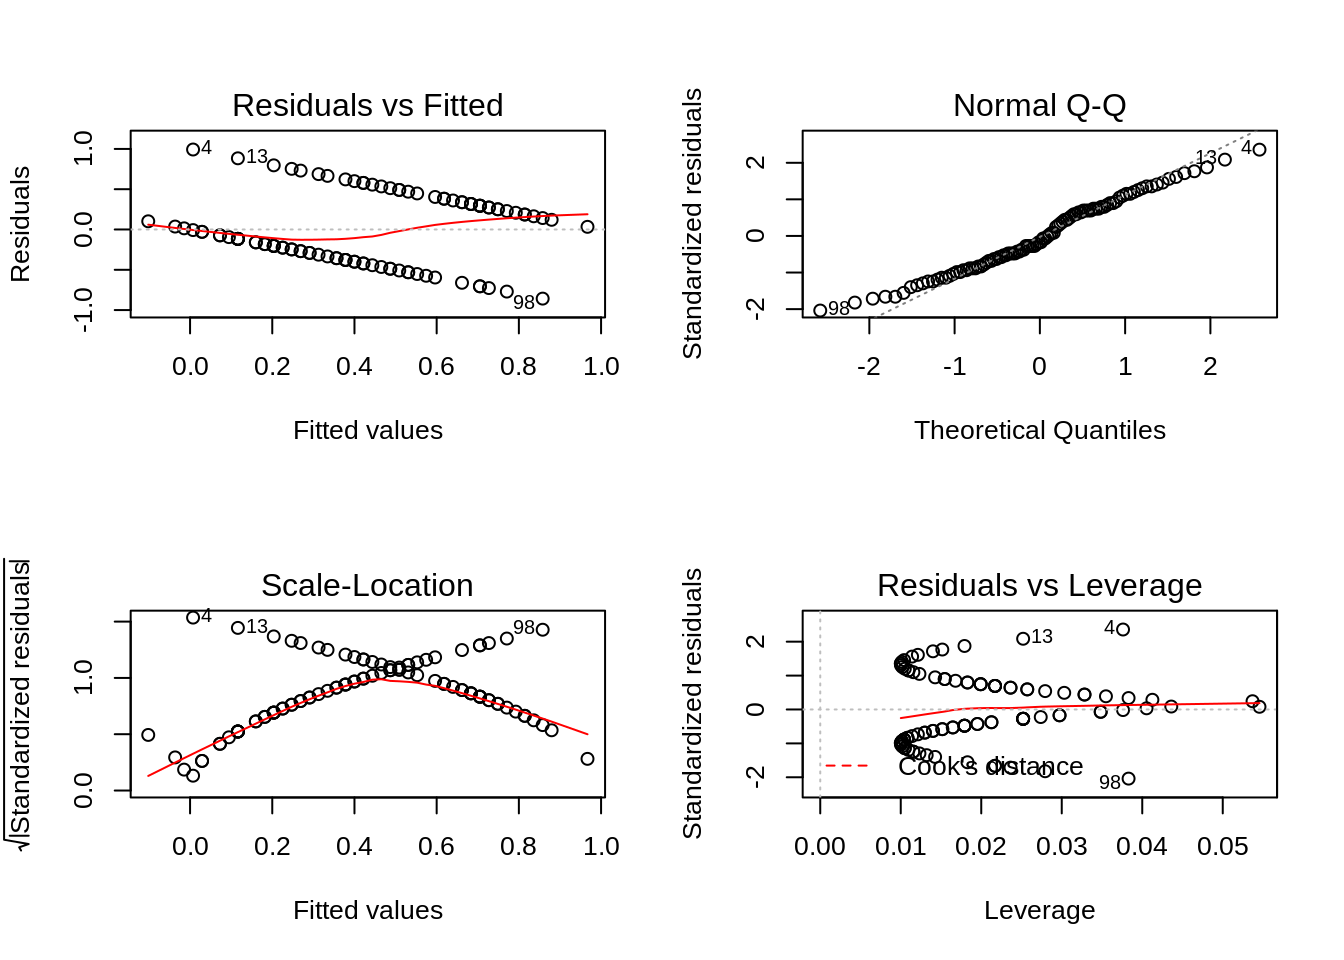 Residuals vs Fitted
Residuals
1.0
0.0
-1.0
4
13
98
0.0 0.2 0.4 0.6 0.8 1.0
Fitted values
Normal Q-Q
Standardized residuals
2
0
-2
13
4
98
-2 -1 0 1 2
Theoretical Quantiles
Scale-Location
√|Standardized residuals|
1.0
0.0
4
13
98
0.0 0.2 0.4 0.6 0.8 1.0
Fitted values
Residuals vs Leverage
Standardized residuals
2
0
-2
4
13
98
Cook's distance
0.00 0.01 0.02 0.03 0.04 0.05
Leverage